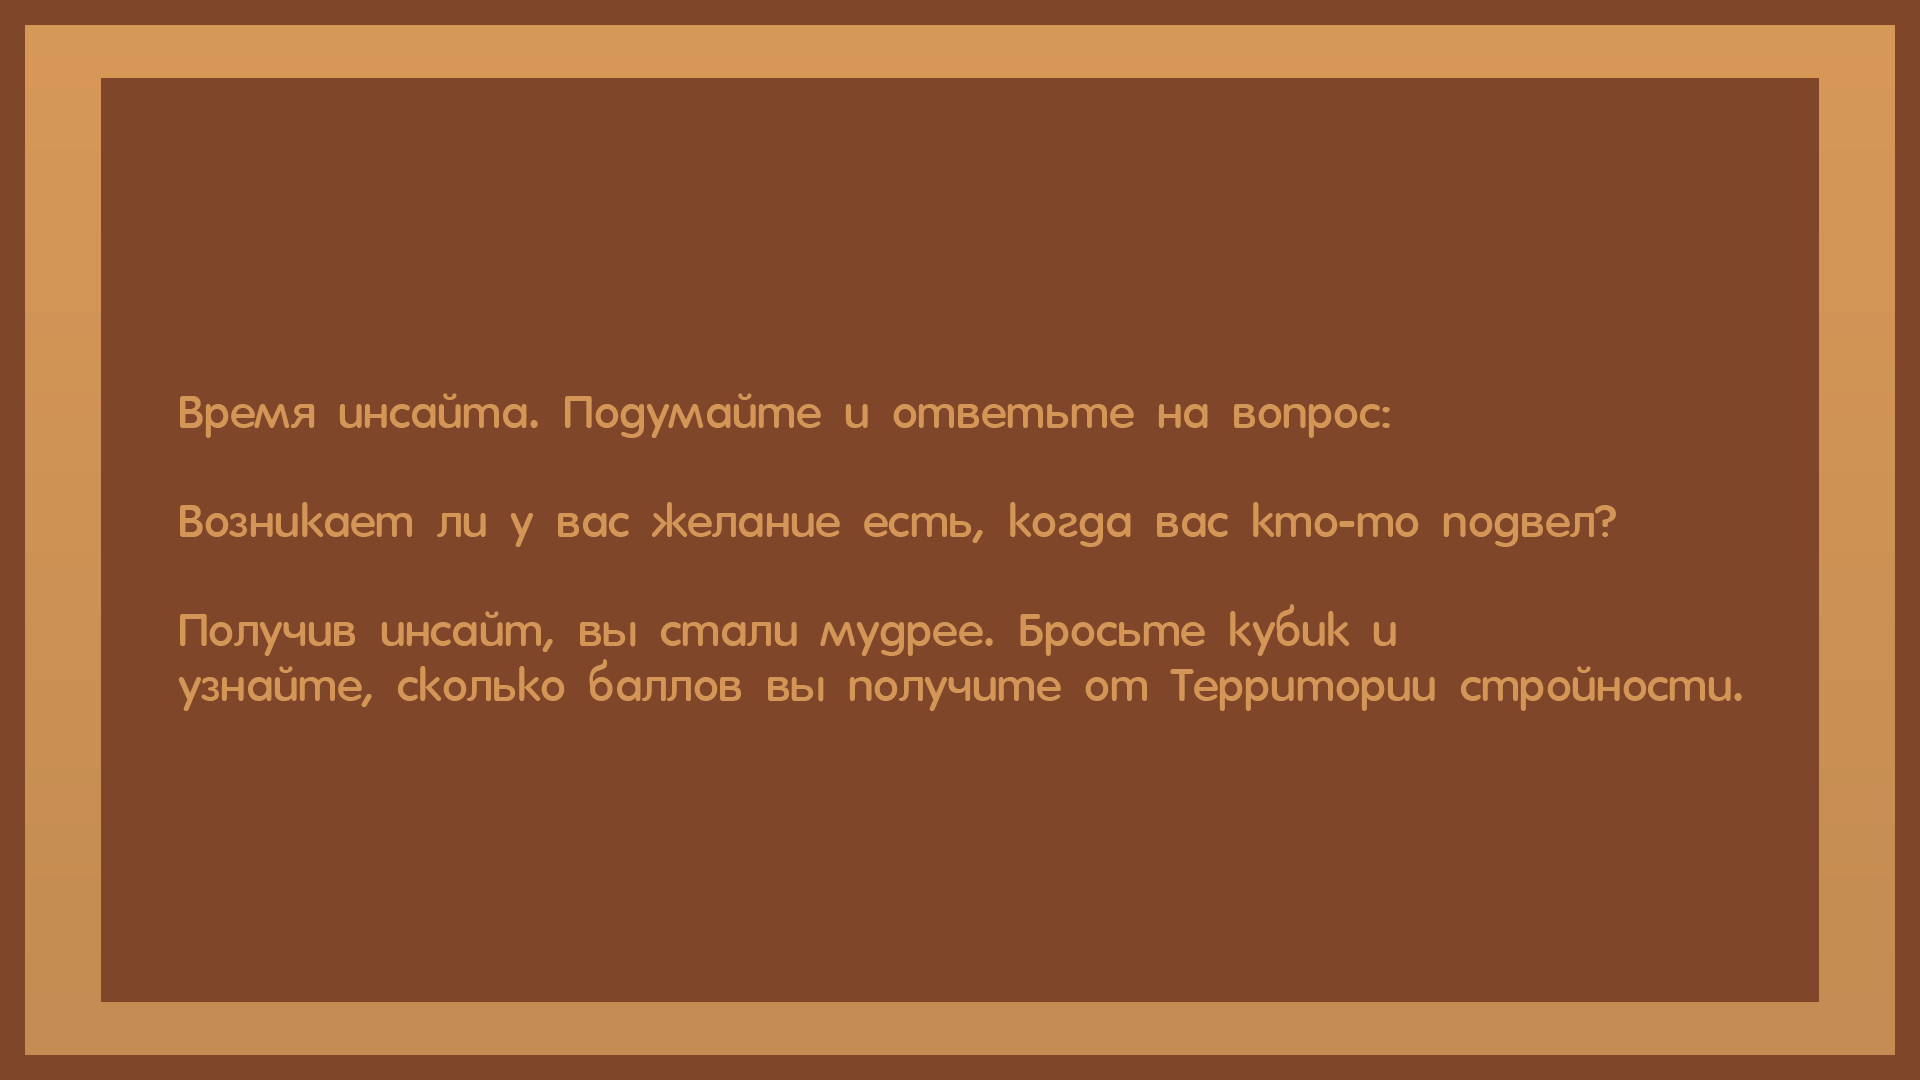 Время инсайта. Подумайте и ответьте на вопрос:
Возникает ли у вас желание есть, когда вас кто-то подвел?
Получив инсайт, вы стали мудрее. Бросьте кубик и
узнайте, сколько баллов вы получите от Территории стройности.